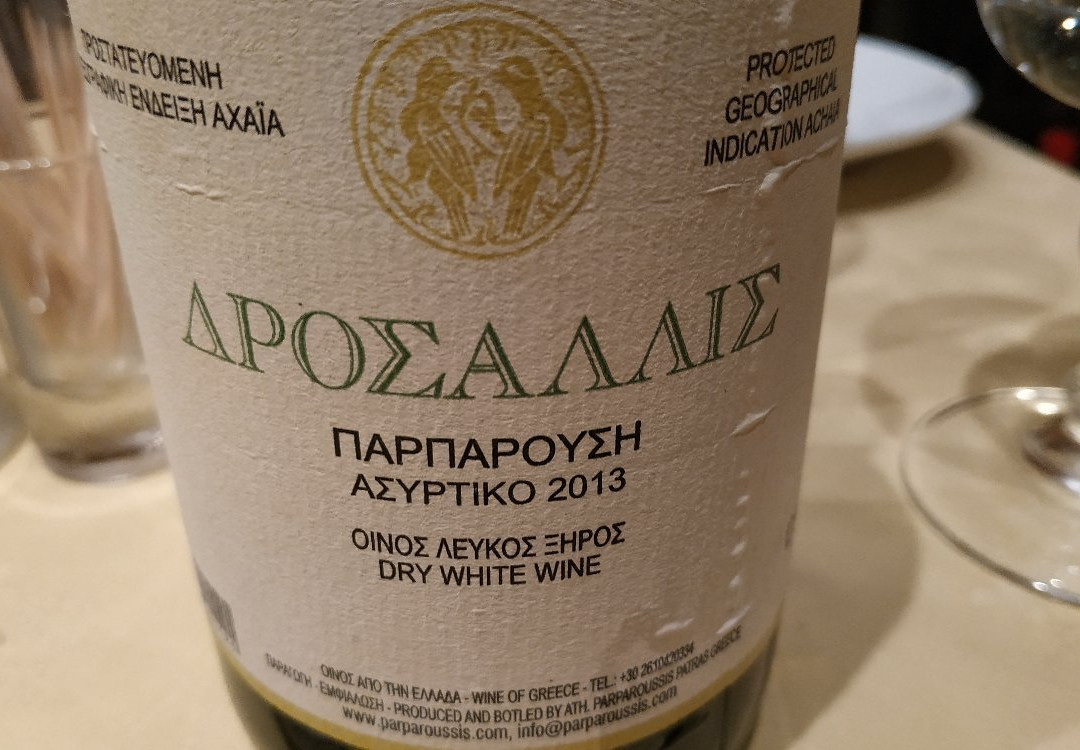 ΠΡΟΣΤΑΤΕΥΟΜΕΝΗ
ΓΕΩΓΡΑΦΙΚΗ ΕΝΔΕΙΞΗ ΑΧΑΪΑ
PROTECTED
GEOGRAPHICAL
INDICATION ACHAIA
ΔΡΟΣΑΛΛΙΣ
ΠΑΡΠΑΡΟΥΣΗ
ΑΣΥΡΤΙΚΟ 2013
ΟΙΝΟΣ ΛΕΥΚΟΣ ΞΗΡΟΣ
DRY WHITE WINE
ΟΙΝΟΣ ΑΠΟ ΤΗΝ ΕΛΛΑΔΑ - WINE OF GREECE - TEL.: +30 2610420334
ΠΑΡΑΓΩΓΗ - ΕΜΦΙΑΛΩΣΗ - PRODUCED AND BOTLED BY ATH. PARPAROUSSIS PATRAS GREECE
www.parparoussis.com, info@parparoussis.com